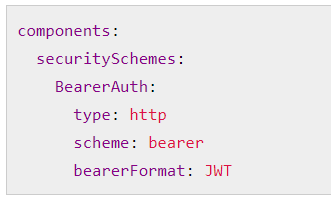 components:
  securitySchemes:
    BearerAuth:
      type: http
      scheme: bearer
      bearerFormat: JWT